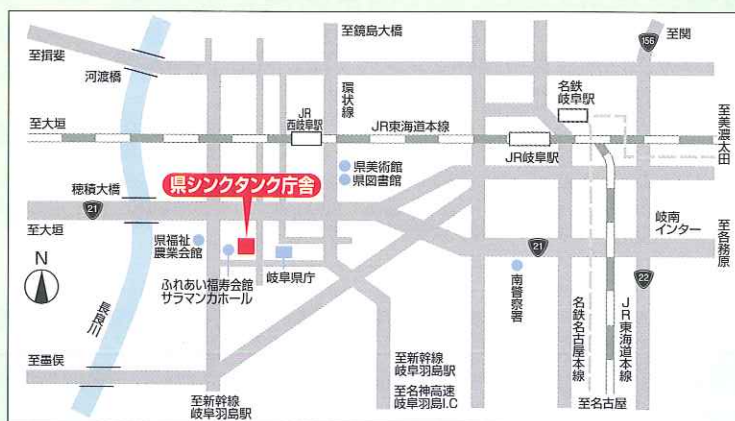 至鏡島大橋
156
至関
至揖斐
河渡橋
環状線
名鉄
岐阜駅
JR
西岐阜駅
至大垣
JR東海道本線
JR岐阜駅
至美濃太田
県美術館
県図書館
県シンクタンク庁舎
穂積大橋
21
至大垣
岐南
インター
県福祉
農業会館
21
至各務原
N
ふれあい福寿会館
サラマンカホール
岐阜県庁
南警察署
22
長良川
名鉄名古屋本線
JR東海道本線
至墨俣
至新幹線
岐阜羽島駅
至新幹線
岐阜羽島駅
至名神高速
岐阜羽島I.C
至名古屋